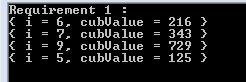 Requirement 1 :
{ i = 6, cubValue = 216 }
{ i = 7, cubValue = 343 }
{ i = 9, cubValue = 729 }
{ i = 5, cubValue = 125 }